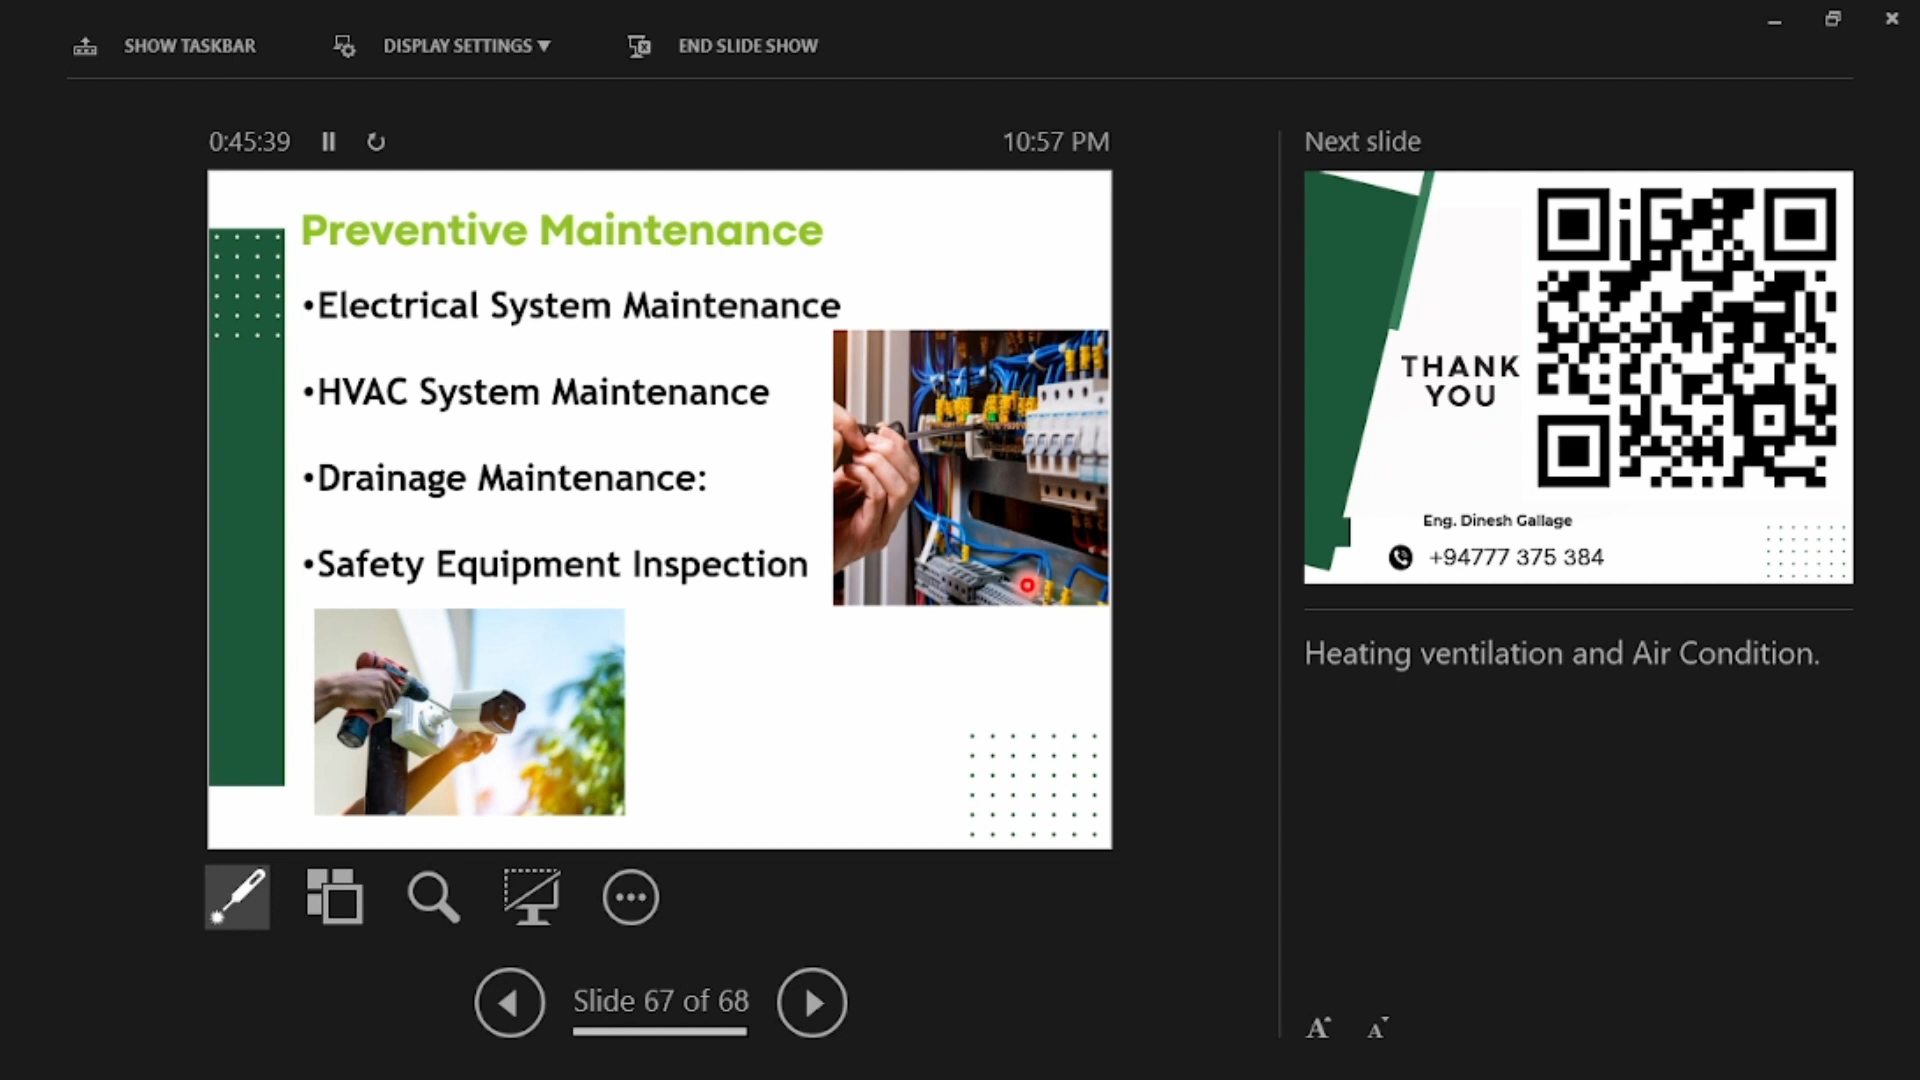 SHOW TASKBAR
DISPLAY SETTINGS ▼
END SLIDE SHOW
0:45:39
10:57 PM
Preventive Maintenance
•Electrical System Maintenance
•HVAC System Maintenance
•Drainage Maintenance:
•Safety Equipment Inspection
Slide 67 of 68
Next slide
THANK
YOU
Eng. Dinesh Gallage
+94777 375 384
Heating ventilation and Air Condition.
A A